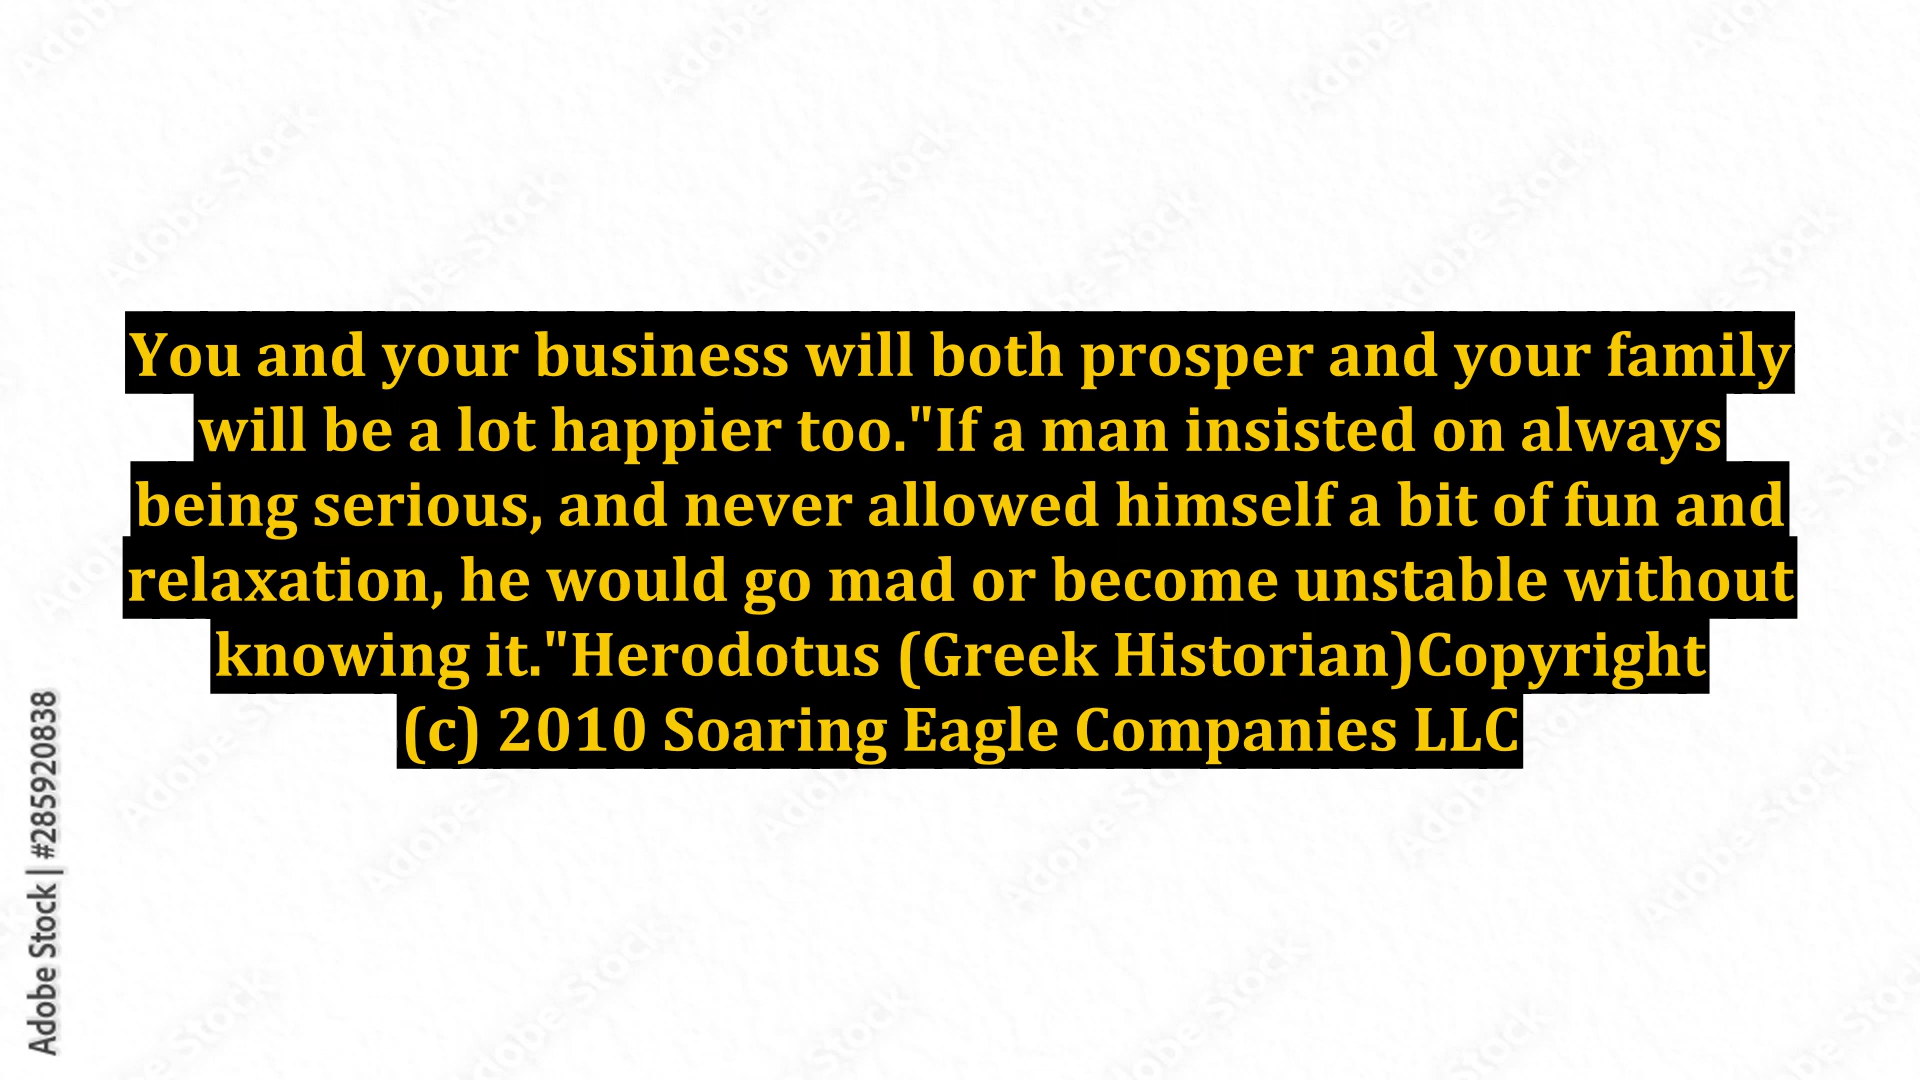 You and your business will both prosper and your family
will be a lot happier too."If a man insisted on always
being serious, and never allowed himself a bit of fun and
relaxation, he would go mad or become unstable without
knowing it."Herodotus (Greek Historian)Copyright
(c) 2010 Soaring Eagle Companies LLC
Adobe Stock | #285920838